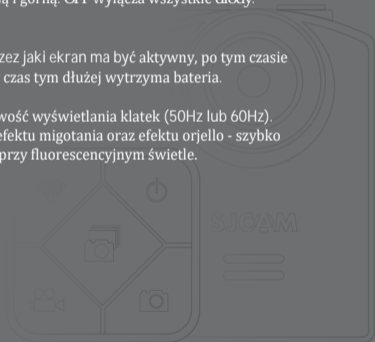 ą i górną. OFF wyłącza wszystkie diody.
zez jaki ekran ma być aktywny, po tym czasie
czas tym dłużej wytrzyma bateria.
wość wyświetlania klatek (50Hz lub 60Hz).
efektu migotania oraz efektu orjello - szybko
przy fluorescencyjnym świetle.
SJCAM